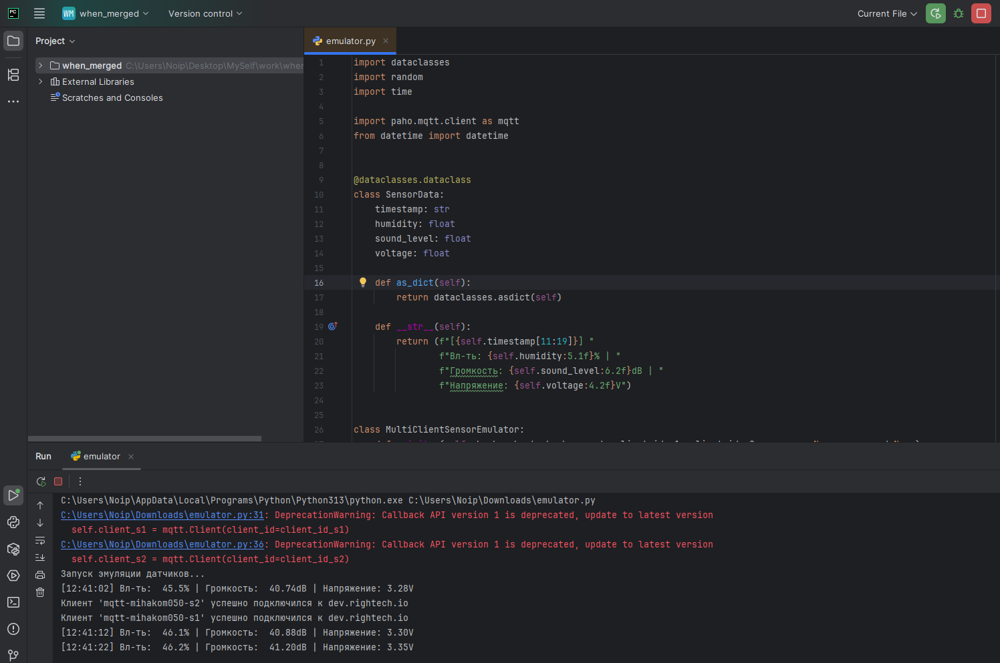 PC
WM when_merged Version control Current File
Project
when_merged C:\Users\Noip\Desktop\MySelf\work\when
External Libraries
Scratches and Consoles
emulator.py
1 import dataclasses
2 import random
3 import time
4
5 import paho.mqtt.client as mqtt
6 from datetime import datetime
7
8
9 @dataclasses.dataclass
10 class SensorData:
11 timestamp: str
12 humidity: float
13 sound_level: float
14 voltage: float
15
16 def as_dict(self):
17 return dataclasses.asdict(self)
18
19 def __str__(self):
20 return (f"[{self.timestamp[11:19]}] "
21 f"Вл-ть: {self.humidity:5.1f}% | "
22 f"Громкость: {self.sound_level:6.2f}dB | "
23 f"Напряжение: {self.voltage:4.2f}V")
24
25
26 class MultiClientSensorEmulator:
Run emulator
C:\Users\Noip\AppData\Local\Programs\Python\Python313\python.exe C:\Users\Noip\Downloads\emulator.py
C:\Users\Noip\Downloads\emulator.py:31: DeprecationWarning: Callback API version 1 is deprecated, update to latest version
self.client_s1 = mqtt.Client(client_id=client_id_s1)
C:\Users\Noip\Downloads\emulator.py:36: DeprecationWarning: Callback API version 1 is deprecated, update to latest version
self.client_s2 = mqtt.Client(client_id=client_id_s2)
Запуск эмуляции датчиков...
[12:41:02] Вл-ть:  45.5% | Громкость:  40.74dB | Напряжение: 3.28V
Клиент 'mqtt-mihakom050-s2' успешно подключился к dev.rightech.io
Клиент 'mqtt-mihakom050-s1' успешно подключился к dev.rightech.io
[12:41:12] Вл-ть:  46.1% | Громкость:  40.88dB | Напряжение: 3.30V
[12:41:22] Вл-ть:  46.2% | Громкость:  41.20dB | Напряжение: 3.35V